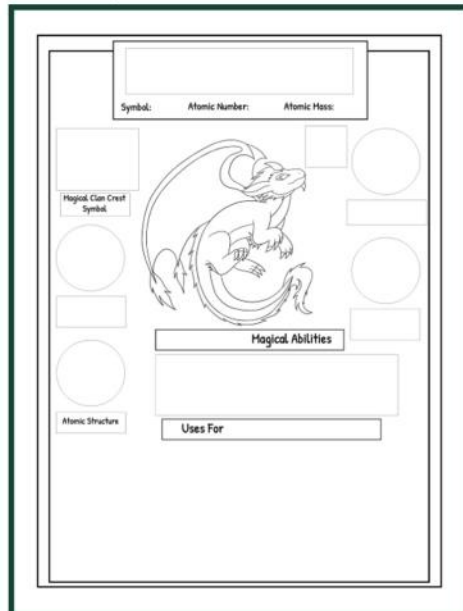 Symbol: Atomic Number: Atomic Mass:
Magical Clan Crest
Symbol
Magical Abilities
Atomic Structure
Uses For